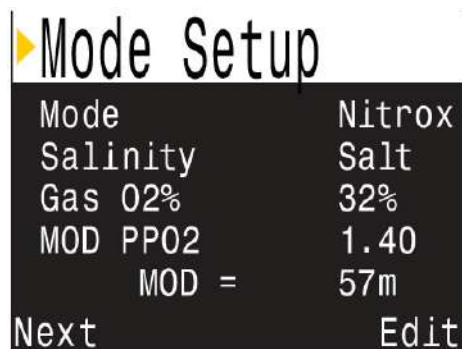 Mode Setup
Mode Nitrox
Salinity Salt
Gas O2% 32%
MOD PPO2 1.40
MOD = 57m
Next Edit